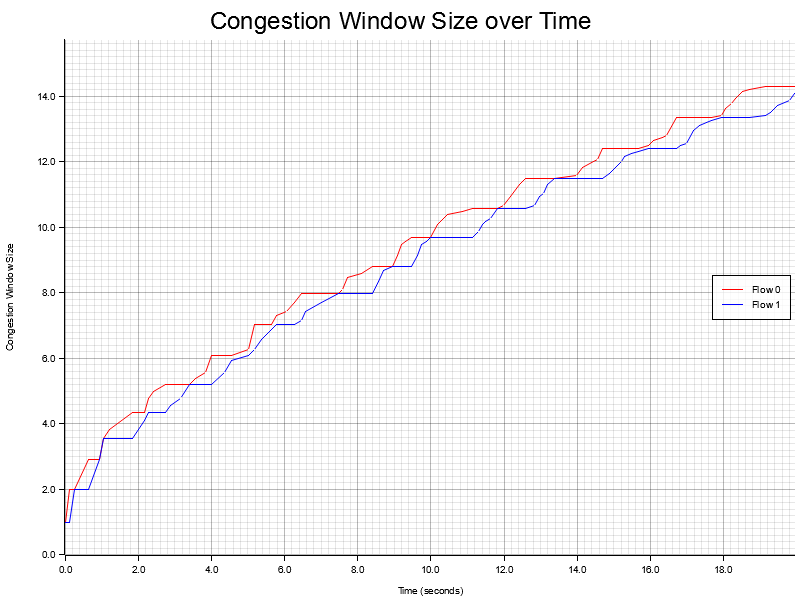 Congestion Window Size over Time
14.0
12.0
10.0
8.0
6.0
4.0
2.0
0.0
Congestion Window Size
Flow 0
Flow 1
0.0 2.0 4.0 6.0 8.0 10.0 12.0 14.0 16.0 18.0
Time (seconds)